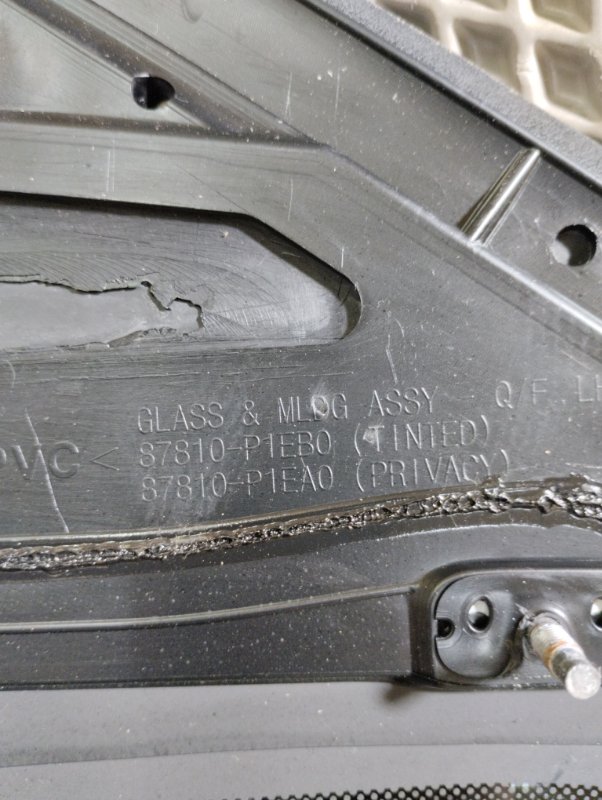 GLASS & MLDG ASSY Q/F LH
PVC< 87810-P1EB0 (TINTED)
87810-P1EA0 (PRIVACY)